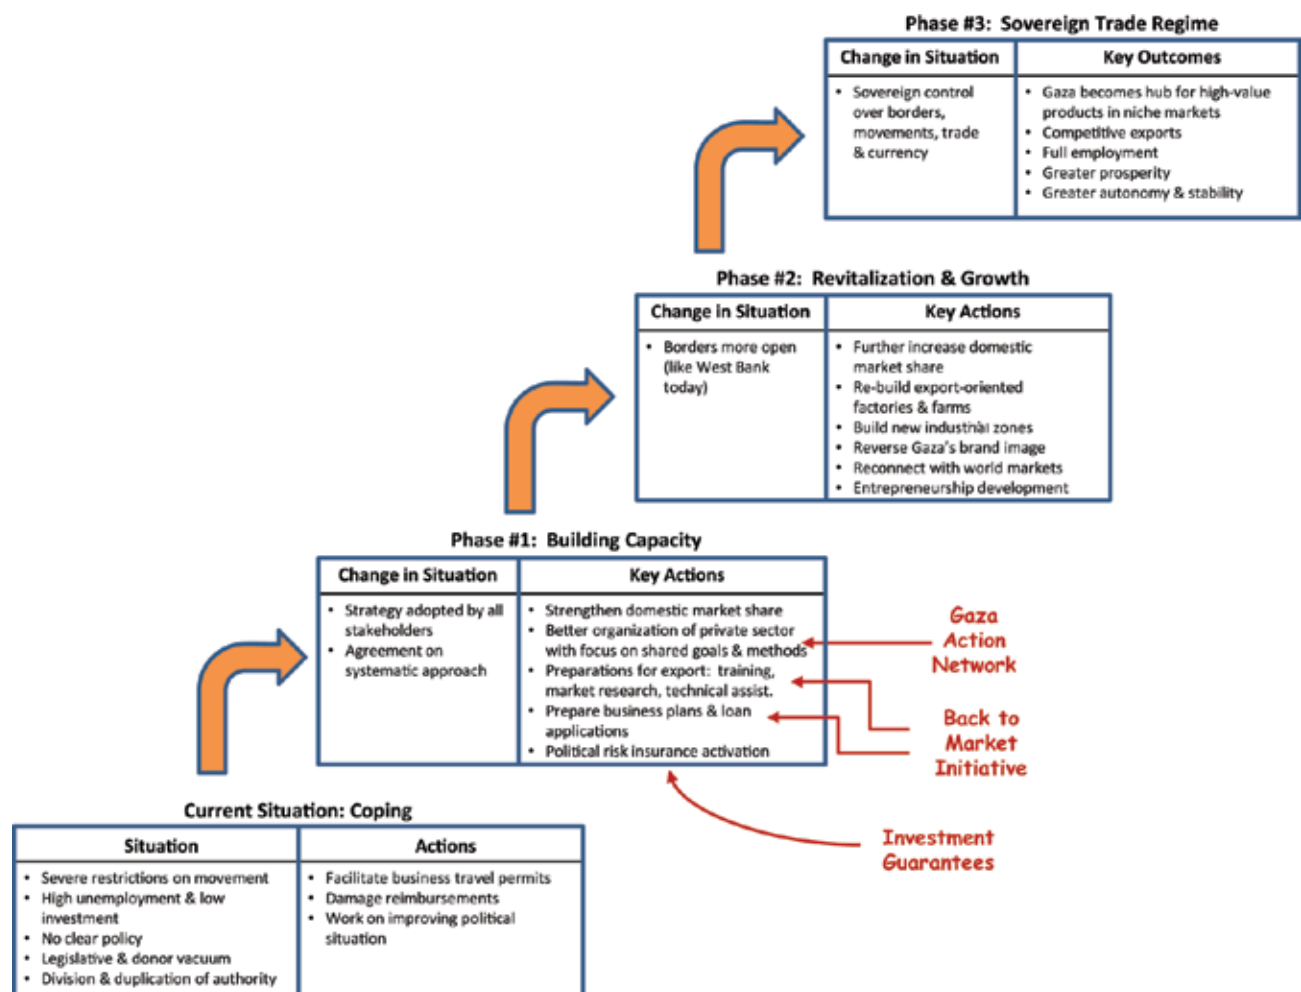 Phase #3: Sovereign Trade Regime
Change in Situation
Key Outcomes
• Sovereign control
over borders,
movements, trade
& currency
• Gaza becomes hub for high-value
products in niche markets
• Competitive exports
• Full employment
• Greater prosperity
• Greater autonomy & stability
Phase #2: Revitalization & Growth
Change in Situation
Key Actions
• Borders more open
(like West Bank
today)
• Further increase domestic
market share
• Re-build export-oriented
factories & farms
• Build new industrial zones
• Reverse Gaza's brand image
• Reconnect with world markets
• Entrepreneurship development
Phase #1: Building Capacity
Change in Situation
Key Actions
• Strategy adopted by all
stakeholders
• Agreement on
systematic approach
• Strengthen domestic market share
• Better organization of private sector
with focus on shared goals & methods
• Preparations for export: training,
market research, technical assist.
• Prepare business plans & loan
applications
• Political risk insurance activation
Gaza
Action
Network
Back to
Market
Initiative
Investment
Guarantees
Current Situation: Coping
Situation
Actions
• Severe restrictions on movement
• High unemployment & low
investment
• No clear policy
• Legislative & donor vacuum
• Division & duplication of authority
• Facilitate business travel permits
• Damage reimbursements
• Work on improving political
situation